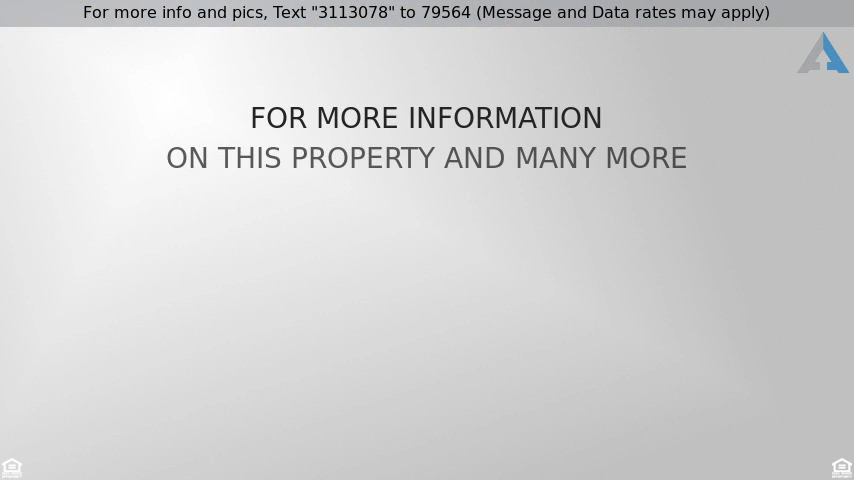 For more info and pics, Text "3113078" to 79564 (Message and Data rates may apply)
FOR MORE INFORMATION
ON THIS PROPERTY AND MANY MORE